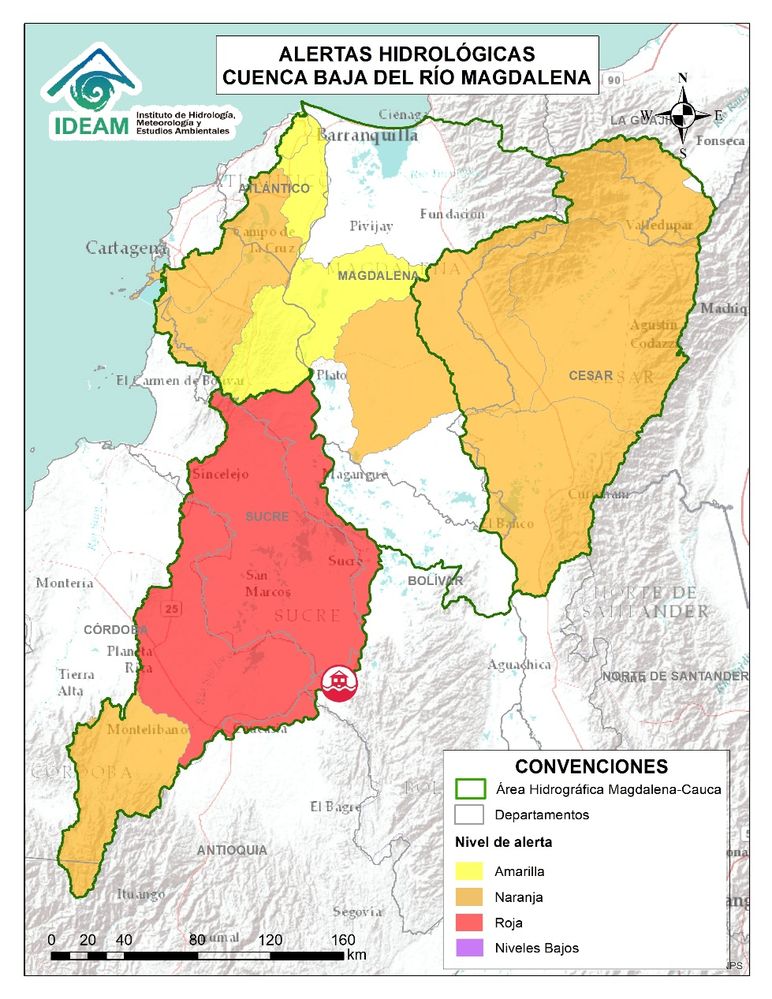 ALERTAS HIDROLÓGICAS
CUENCA BAJA DEL RÍO MAGDALENA
IDEAM
Instituto de Hidrología,
Meteorología y
Estudios Ambientales
90
N
W
E
S
LA GUAJIRA
Fonseca
Ciénaga
Barranquilla
ATLÁNTICO
Fundación
Pivijay
Valledupar
Campo de
la Cruz
Cartagena
MAGDALENA
Agustín
Codazzi
El Carmen de Bolívar
Plato
CESAR
Sincelejo
Magangué
SUCRE
El Banco
Sucre
San
Marcos
SUCRE
25
BOLÍVAR
Montería
NORTE DE
SANTANDER
CÓRDOBA
Planeta
Rica
Tierra
Alta
Aguachica
NORTE DE SANTANDER
Montelíbano
CÓRDOBA
El Bagre
ANTIOQUIA
Ituango
Segovia
0 20 40 80 120 160
km
CONVENCIONES
Área Hidrográfica Magdalena-Cauca
Departamentos
Nivel de alerta
Amarilla
Naranja
Roja
Niveles Bajos